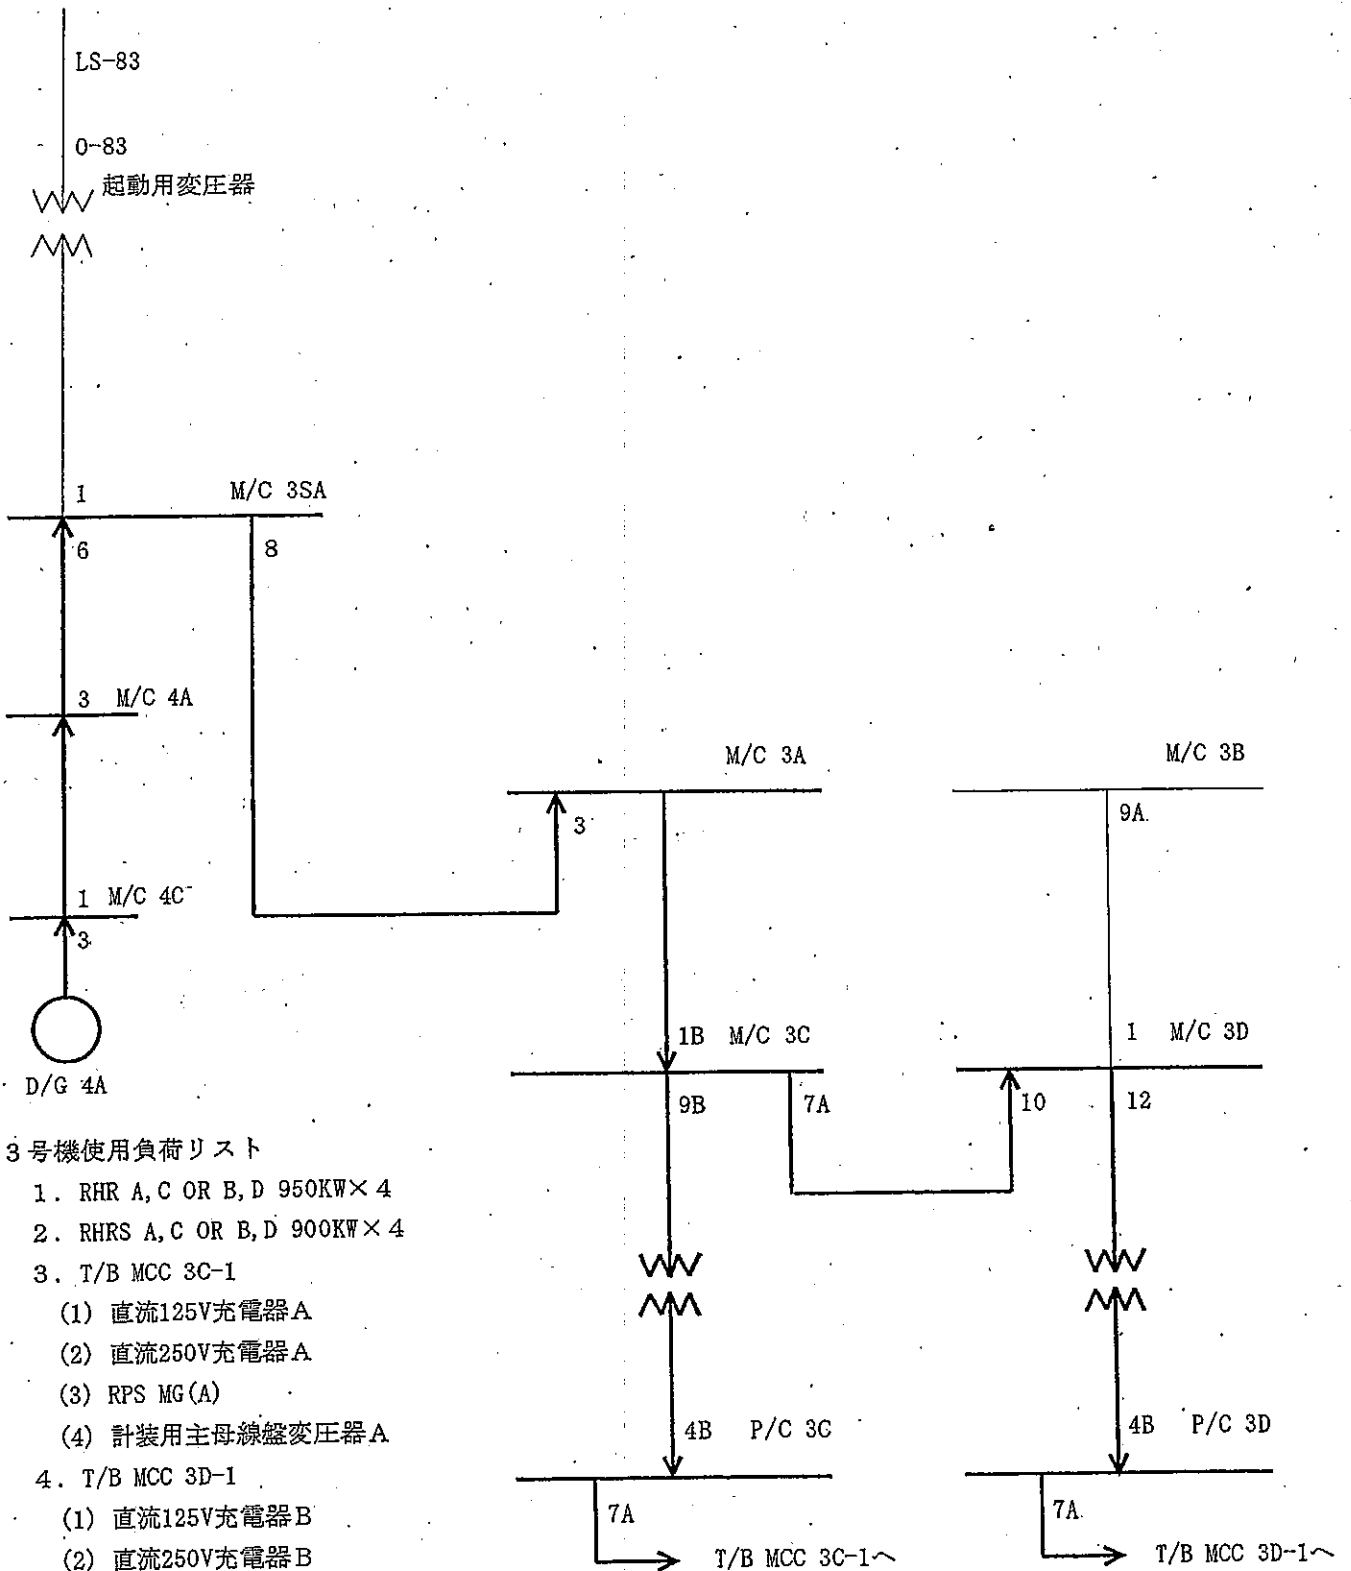 LS-83
O-83
起動用変圧器
1
M/C 3SA
6
8
3 M/C 4A
M/C 3A
M/C 3B
3
9A
1 M/C 4C
3
D/G 4A
1B M/C 3C
1 M/C 3D
9B
7A
10
12
3号機使用負荷リスト
1. RHR A,C OR B,D 950KW×4
2. RHRS A,C OR B,D 900KW×4
3. T/B MCC 3C-1
(1) 直流125V充電器A
(2) 直流250V充電器A
(3) RPS MG(A)
(4) 計装用主母線盤変圧器A
4. T/B MCC 3D-1
(1) 直流125V充電器B
(2) 直流250V充電器B
4B P/C 3C
4B P/C 3D
7A
T/B MCC 3C-1へ
7A
T/B MCC 3D-1へ